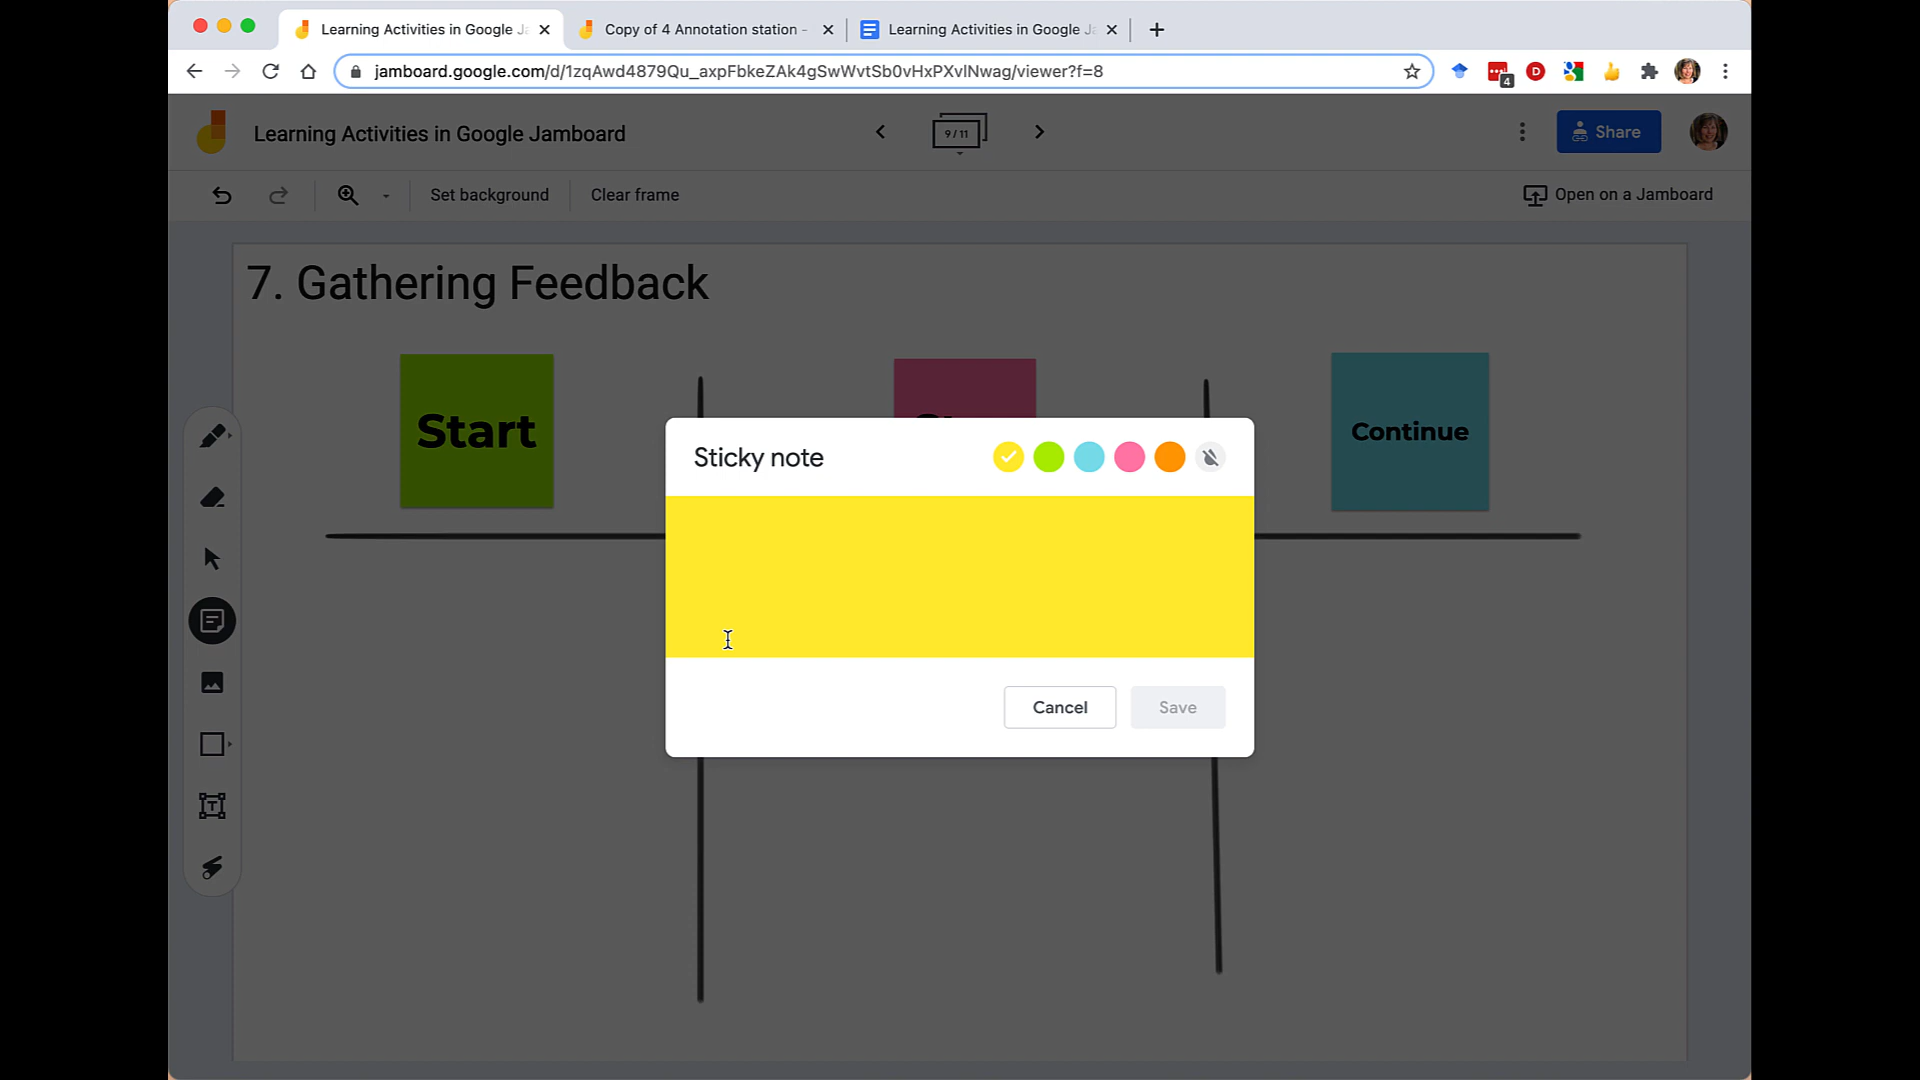 Learning Activities in Google J
Copy of 4 Annotation station -
Learning Activities in Google J
jamboard.google.com/d/1zqAwd4879Qu_axpFbkeZAk4gSwWvtSb0vHxPXvlNwag/viewer?f=8
4
D
Learning Activities in Google Jamboard
9/11
Share
Set background
Clear frame
Open on a Jamboard
7. Gathering Feedback
Start
Continue
Sticky note
Cancel
Save